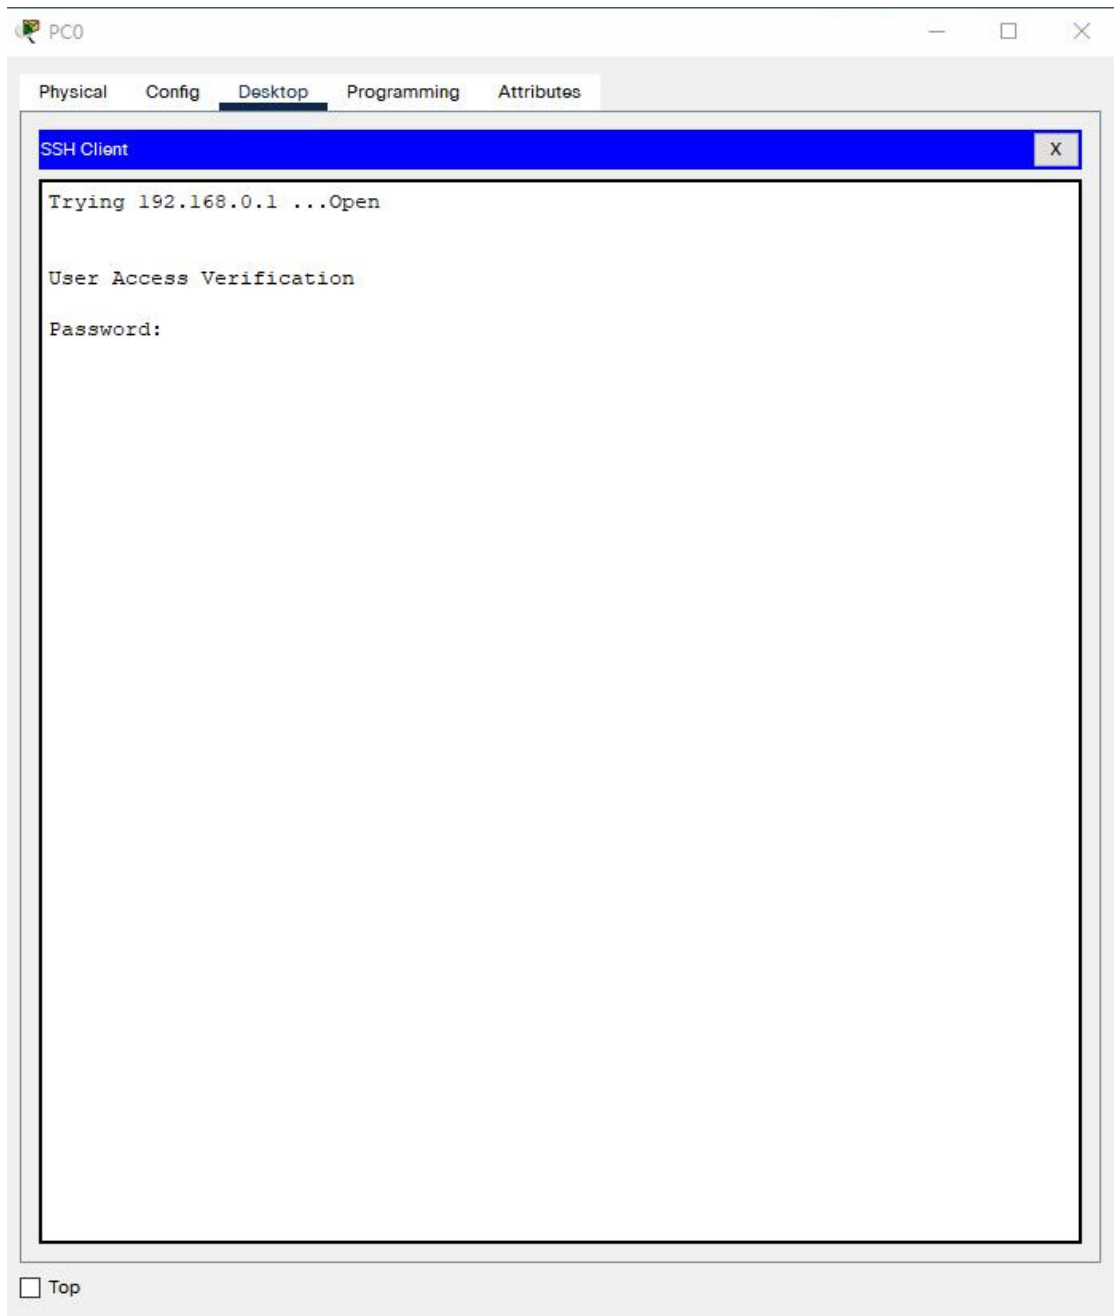 PC0
Physical Config Desktop Programming Attributes
SSH Client X
Trying 192.168.0.1 ...Open
User Access Verification
Password:
Top